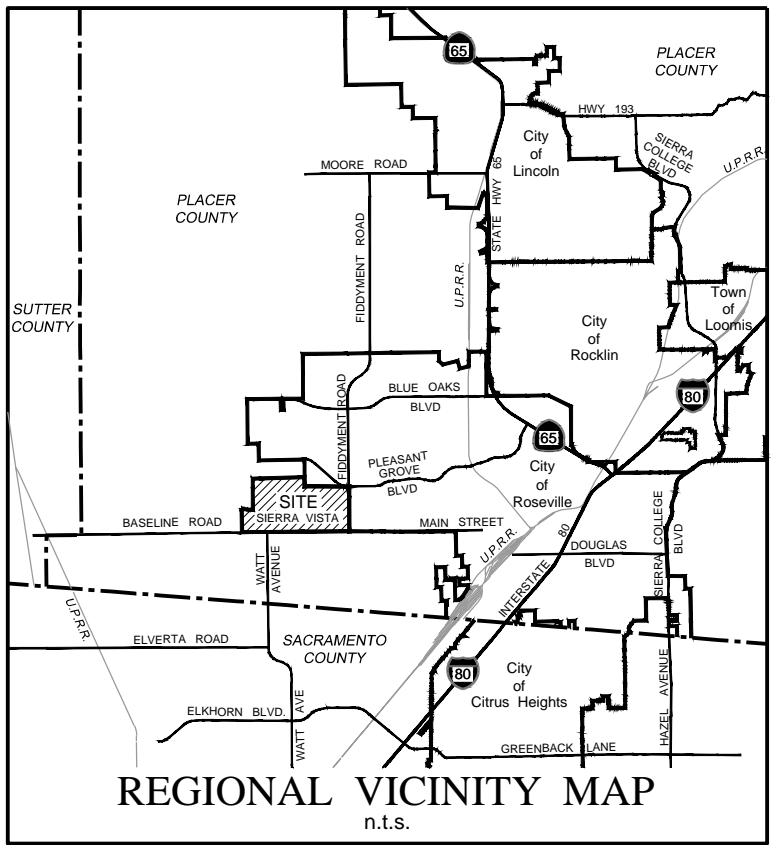 65
PLACER
COUNTY
HWY 193
City
of
Lincoln
SIERRA
COLLEGE
BLVD
U.P.R.R.
MOORE ROAD
STATE HWY 65
PLACER
COUNTY
FIDDYMENT ROAD
U.P.R.R.
SUTTER
COUNTY
Town
of
Loomis
City
of
Rocklin
FIDDYMENT ROAD
BLUE OAKS
BLVD
80
65
PLEASANT
GROVE
BLVD
City
of
Roseville
SITE
SIERRA VISTA
BASELINE ROAD
MAIN STREET
SIERRA COLLEGE
BLVD
U.P.R.R.
INTERSTATE 80
DOUGLAS
BLVD
WATT
AVENUE
U.P.R.R.
ELVERTA ROAD
SACRAMENTO
COUNTY
80
City
of
Citrus Heights
HAZEL AVENUE
ELKHORN BLVD.
WATT AVE
GREENBACK LANE
REGIONAL VICINITY MAP
n.t.s.